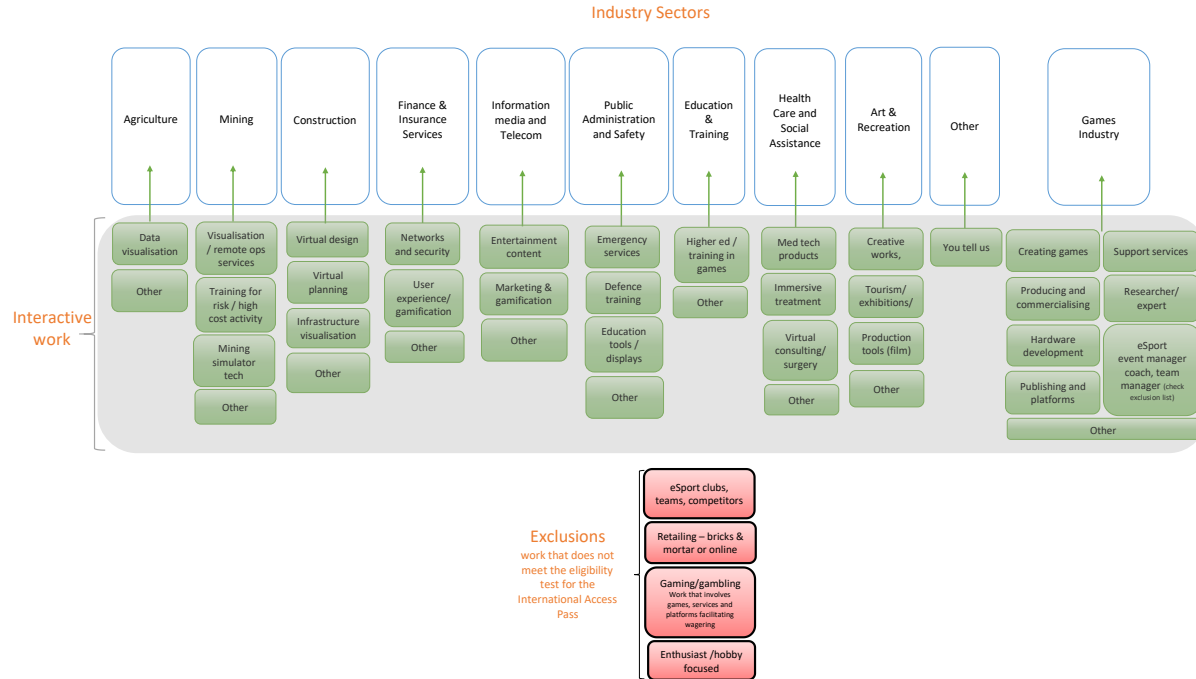 Industry Sectors
Agriculture
Mining
Construction
Finance &
Insurance
Services
Information
media and
Telecom
Public
Administration
and Safety
Education
&
Training
Health
Care and
Social
Assistance
Art &
Recreation
Other
Games
Industry
Interactive
work
Data
visualisation
Other
Visualisation
/ remote ops
services
Training for
risk / high
cost activity
Mining
simulator
tech
Other
Virtual design
Virtual
planning
Infrastructure
visualisation
Other
Networks
and security
User
experience/
gamification
Other
Entertainment
content
Marketing &
gamification
Other
Emergency
services
Defence
training
Education
tools /
displays
Other
Higher ed /
training in
games
Other
Med tech
products
Immersive
treatment
Virtual
consulting/
surgery
Other
Creative
works,
Tourism/
exhibitions/
Production
tools (film)
Other
You tell us
Creating games
Producing and
commercialising
Hardware
development
Publishing and
platforms
Support services
Researcher/
expert
eSport
event manager
coach, team
manager (check
exclusion list)
Other
Exclusions
work that does not
meet the eligibility
test for the
International Access
Pass
eSport clubs,
teams, competitors
Retailing – bricks &
mortar or online
Gaming/gambling
Work that involves
games, services and
platforms facilitating
wagering
Enthusiast /hobby
focused